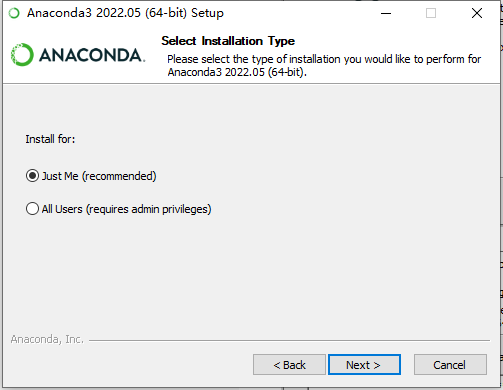 Anaconda3 2022.05 (64-bit) Setup
ANACONDA.
Select Installation Type
Please select the type of installation you would like to perform for
Anaconda3 2022.05 (64-bit).
Install for:
Just Me (recommended)
All Users (requires admin privileges)
Anaconda, Inc.
< Back
Next >
Cancel